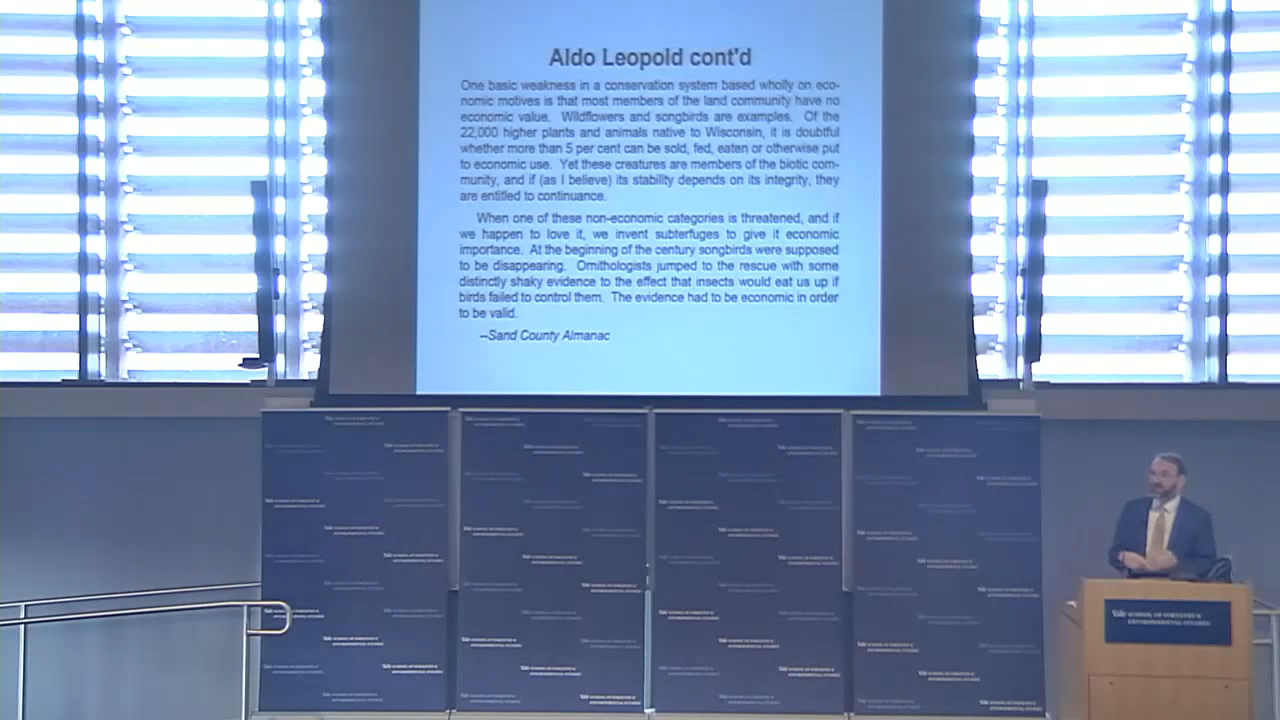 Aldo Leopold cont'd
One basic weakness in a conservation system based wholly on eco-
nomic motives is that most members of the land community have no
economic value. Wildflowers and songbirds are examples. Of the
22,000 higher plants and animals native to Wisconsin, it is doubtful
whether more than 5 per cent can be sold, fed, eaten or otherwise put
to economic use. Yet these creatures are members of the biotic com-
munity, and if (as I believe) its stability depends on its integrity, they
are entitled to continuance.
When one of these non-economic categories is threatened, and if
we happen to love it, we invent subterfuges to give it economic
importance. At the beginning of the century songbirds were supposed
to be disappearing. Ornithologists jumped to the rescue with some
distinctly shaky evidence to the effect that insects would eat us up if
birds failed to control them. The evidence had to be economic in order
to be valid.
--Sand County Almanac
Yale SCHOOL OF FORESTRY &
ENVIRONMENTAL STUDIES